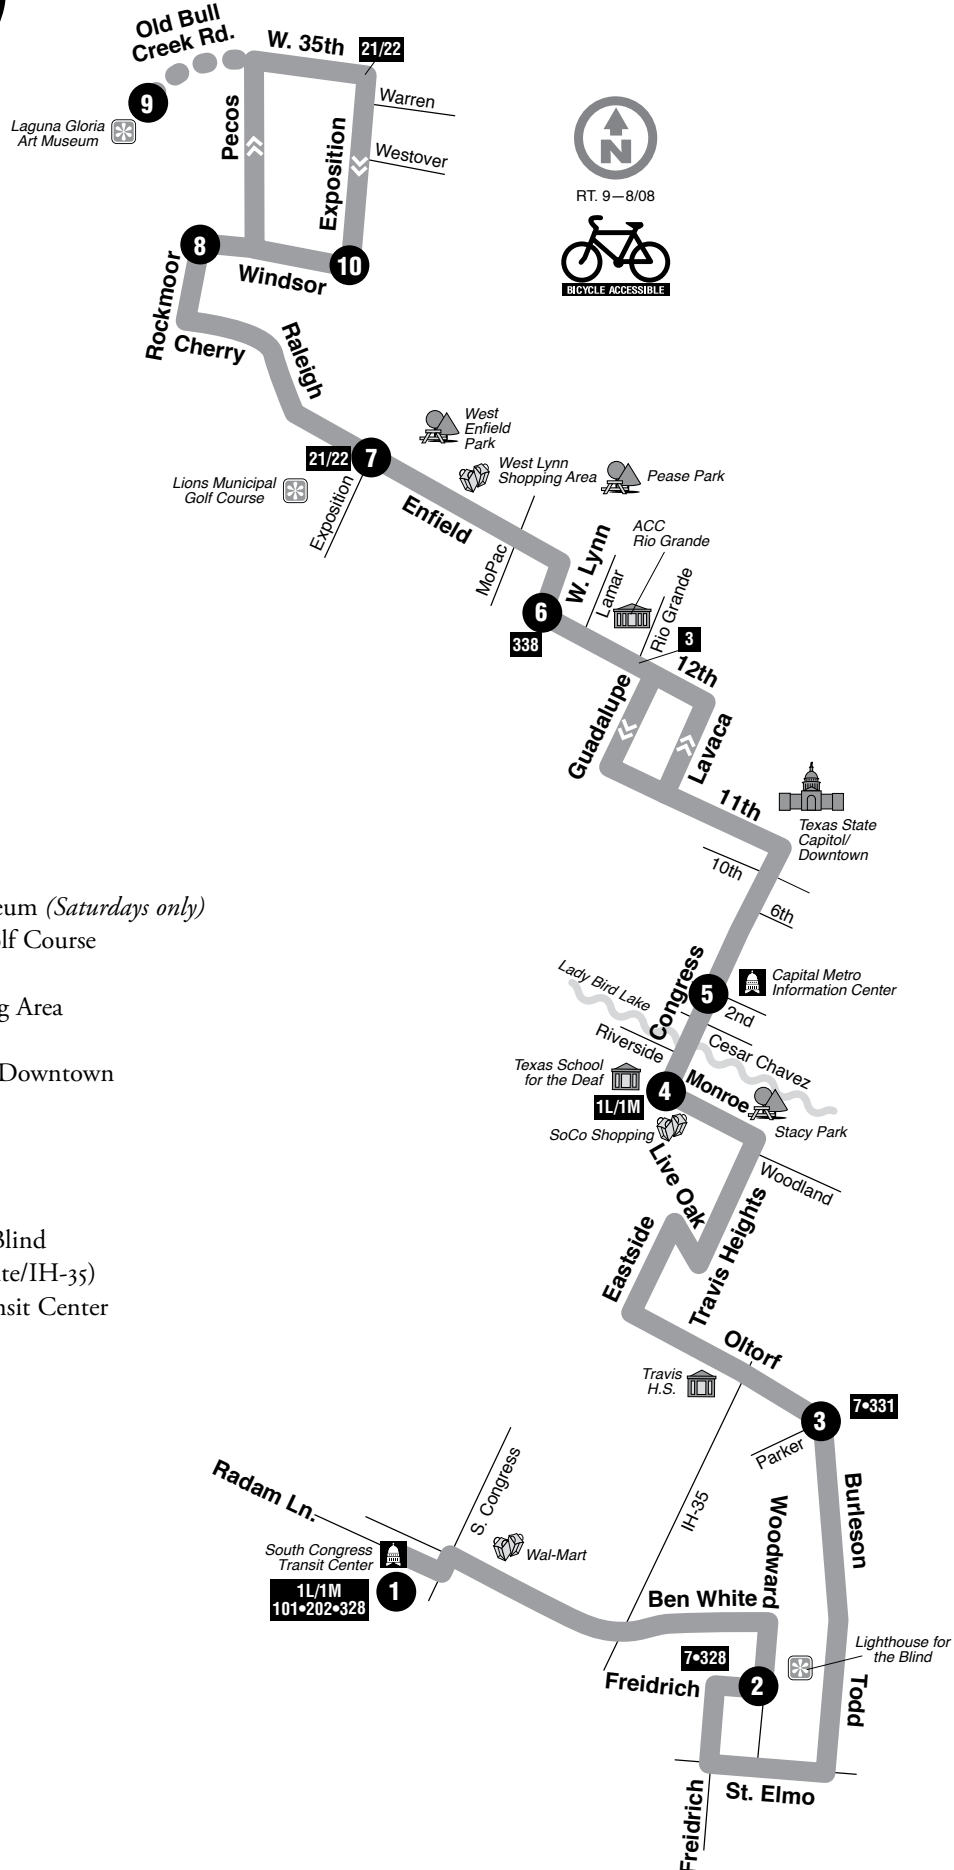 Old Bull
Creek Rd.
W. 35th
21/22
9
Warren
Laguna Gloria
Art Museum
Pecos
Exposition
Westover
N
RT. 9—8/08
BICYCLE ACCESSIBLE
8
10
Windsor
Rockmoor
Cherry
Raleigh
West
Enfield
Park
21/22
7
West Lynn
Shopping Area
Pease Park
Lions Municipal
Golf Course
Exposition
Enfield
MoPac
W. Lynn
ACC
Rio Grande
Lamar
Rio Grande
6
338
3
12th
Guadalupe
Lavaca
11th
Texas State
Capitol/
Downtown
10th
6th
eum (Saturdays only)
olf Course
g Area
Downtown
Blind
ite/IH-35)
nsit Center
Lady Bird Lake
Congress
5
Capital Metro
Information Center
2nd
Riverside
Cesar Chavez
Texas School
for the Deaf
4
Monroe
1L/1M
SoCo Shopping
Stacy Park
Live Oak
Woodland
Eastside
Travis Heights
Oltorf
Travis
H.S.
3
7•331
Parker
Radam Ln.
S. Congress
IH-35
Woodward
Burleson
South Congress
Transit Center
Wal-Mart
1L/1M
101•202•328
1
Ben White
Lighthouse for
the Blind
7•328
Freidrich
2
Todd
St. Elmo
Freidrich